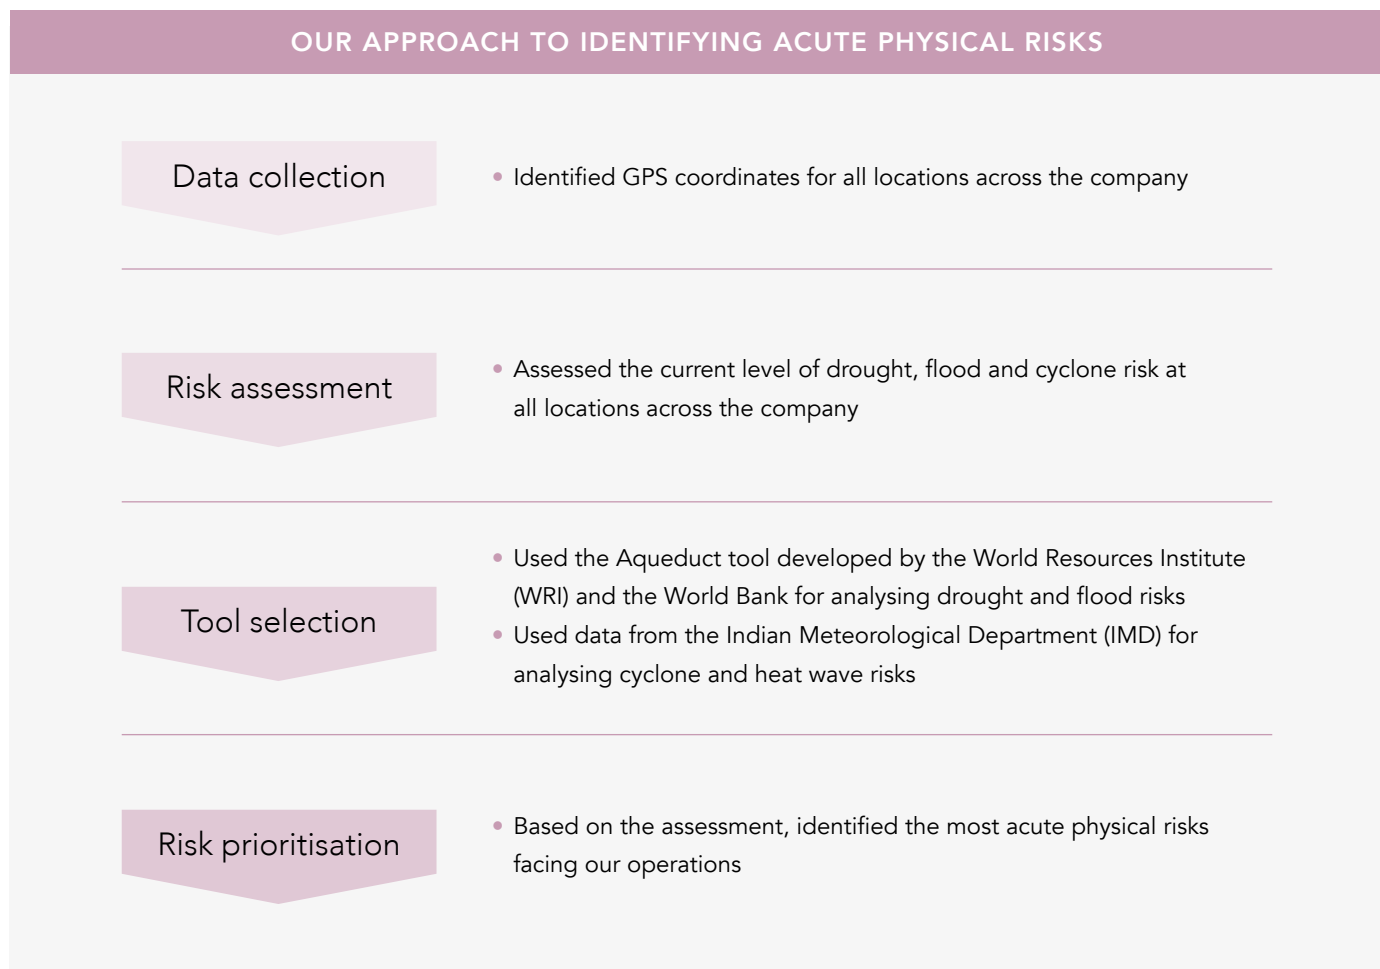 OUR APPROACH TO IDENTIFYING ACUTE PHYSICAL RISKS
Data collection
• Identified GPS coordinates for all locations across the company
Risk assessment
• Assessed the current level of drought, flood and cyclone risk at
all locations across the company
Tool selection
• Used the Aqueduct tool developed by the World Resources Institute
(WRI) and the World Bank for analysing drought and flood risks
• Used data from the Indian Meteorological Department (IMD) for
analysing cyclone and heat wave risks
Risk prioritisation
• Based on the assessment, identified the most acute physical risks
facing our operations